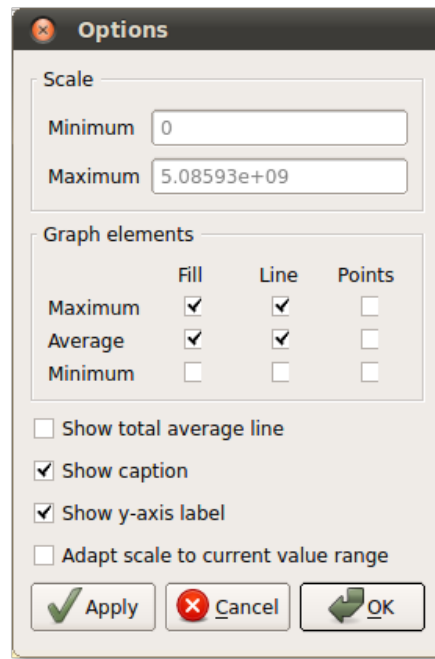 Options
Scale
Minimum 0
Maximum 5.08593e+09
Graph elements
Fill Line Points
Maximum
Average
Minimum
Show total average line
Show caption
Show y-axis label
Adapt scale to current value range
Apply Cancel OK